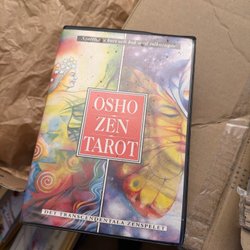 OSHO
ZEN
TAROT
DET TRANSCENDENTALA ZENSPELET